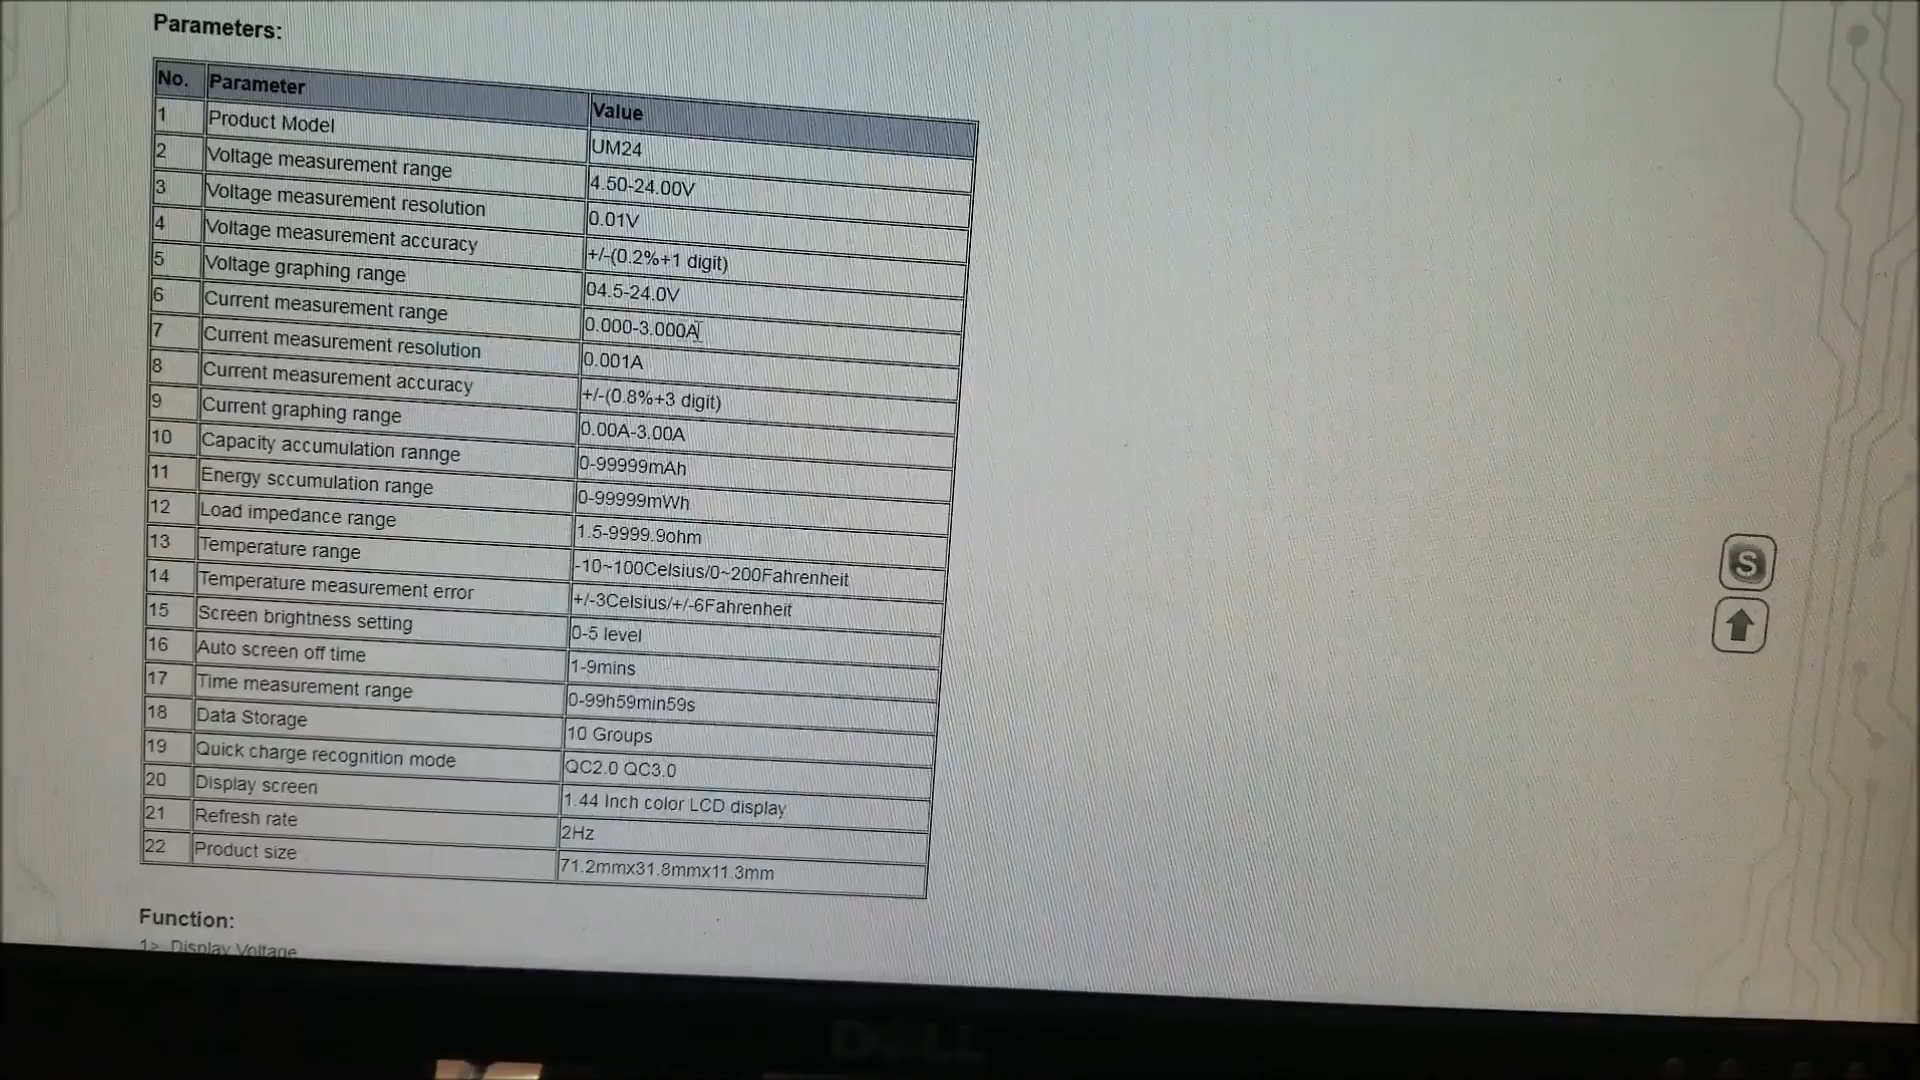 Parameters:
No. Parameter Value
1 Product Model UM24
2 Voltage measurement range 4.50-24.00V
3 Voltage measurement resolution 0.01V
4 Voltage measurement accuracy +/-(0.2%+1 digit)
5 Voltage graphing range 04.5-24.0V
6 Current measurement range 0.000-3.000A
7 Current measurement resolution 0.001A
8 Current measurement accuracy +/-(0.8%+3 digit)
9 Current graphing range 0.00A-3.00A
10 Capacity accumulation rannge 0-99999mAh
11 Energy sccumulation range 0-99999mWh
12 Load impedance range 1.5-9999.9ohm
13 Temperature range -10~100Celsius/0~200Fahrenheit
14 Temperature measurement error +/-3Celsius/+/-6Fahrenheit
15 Screen brightness setting 0-5 level
16 Auto screen off time 1-9mins
17 Time measurement range 0-99h59min59s
18 Data Storage 10 Groups
19 Quick charge recognition mode QC2.0 QC3.0
20 Display screen 1.44 Inch color LCD display
21 Refresh rate 2Hz
22 Product size 71.2mmx31.8mmx11.3mm
Function:
1> Display Voltage
S
DELL